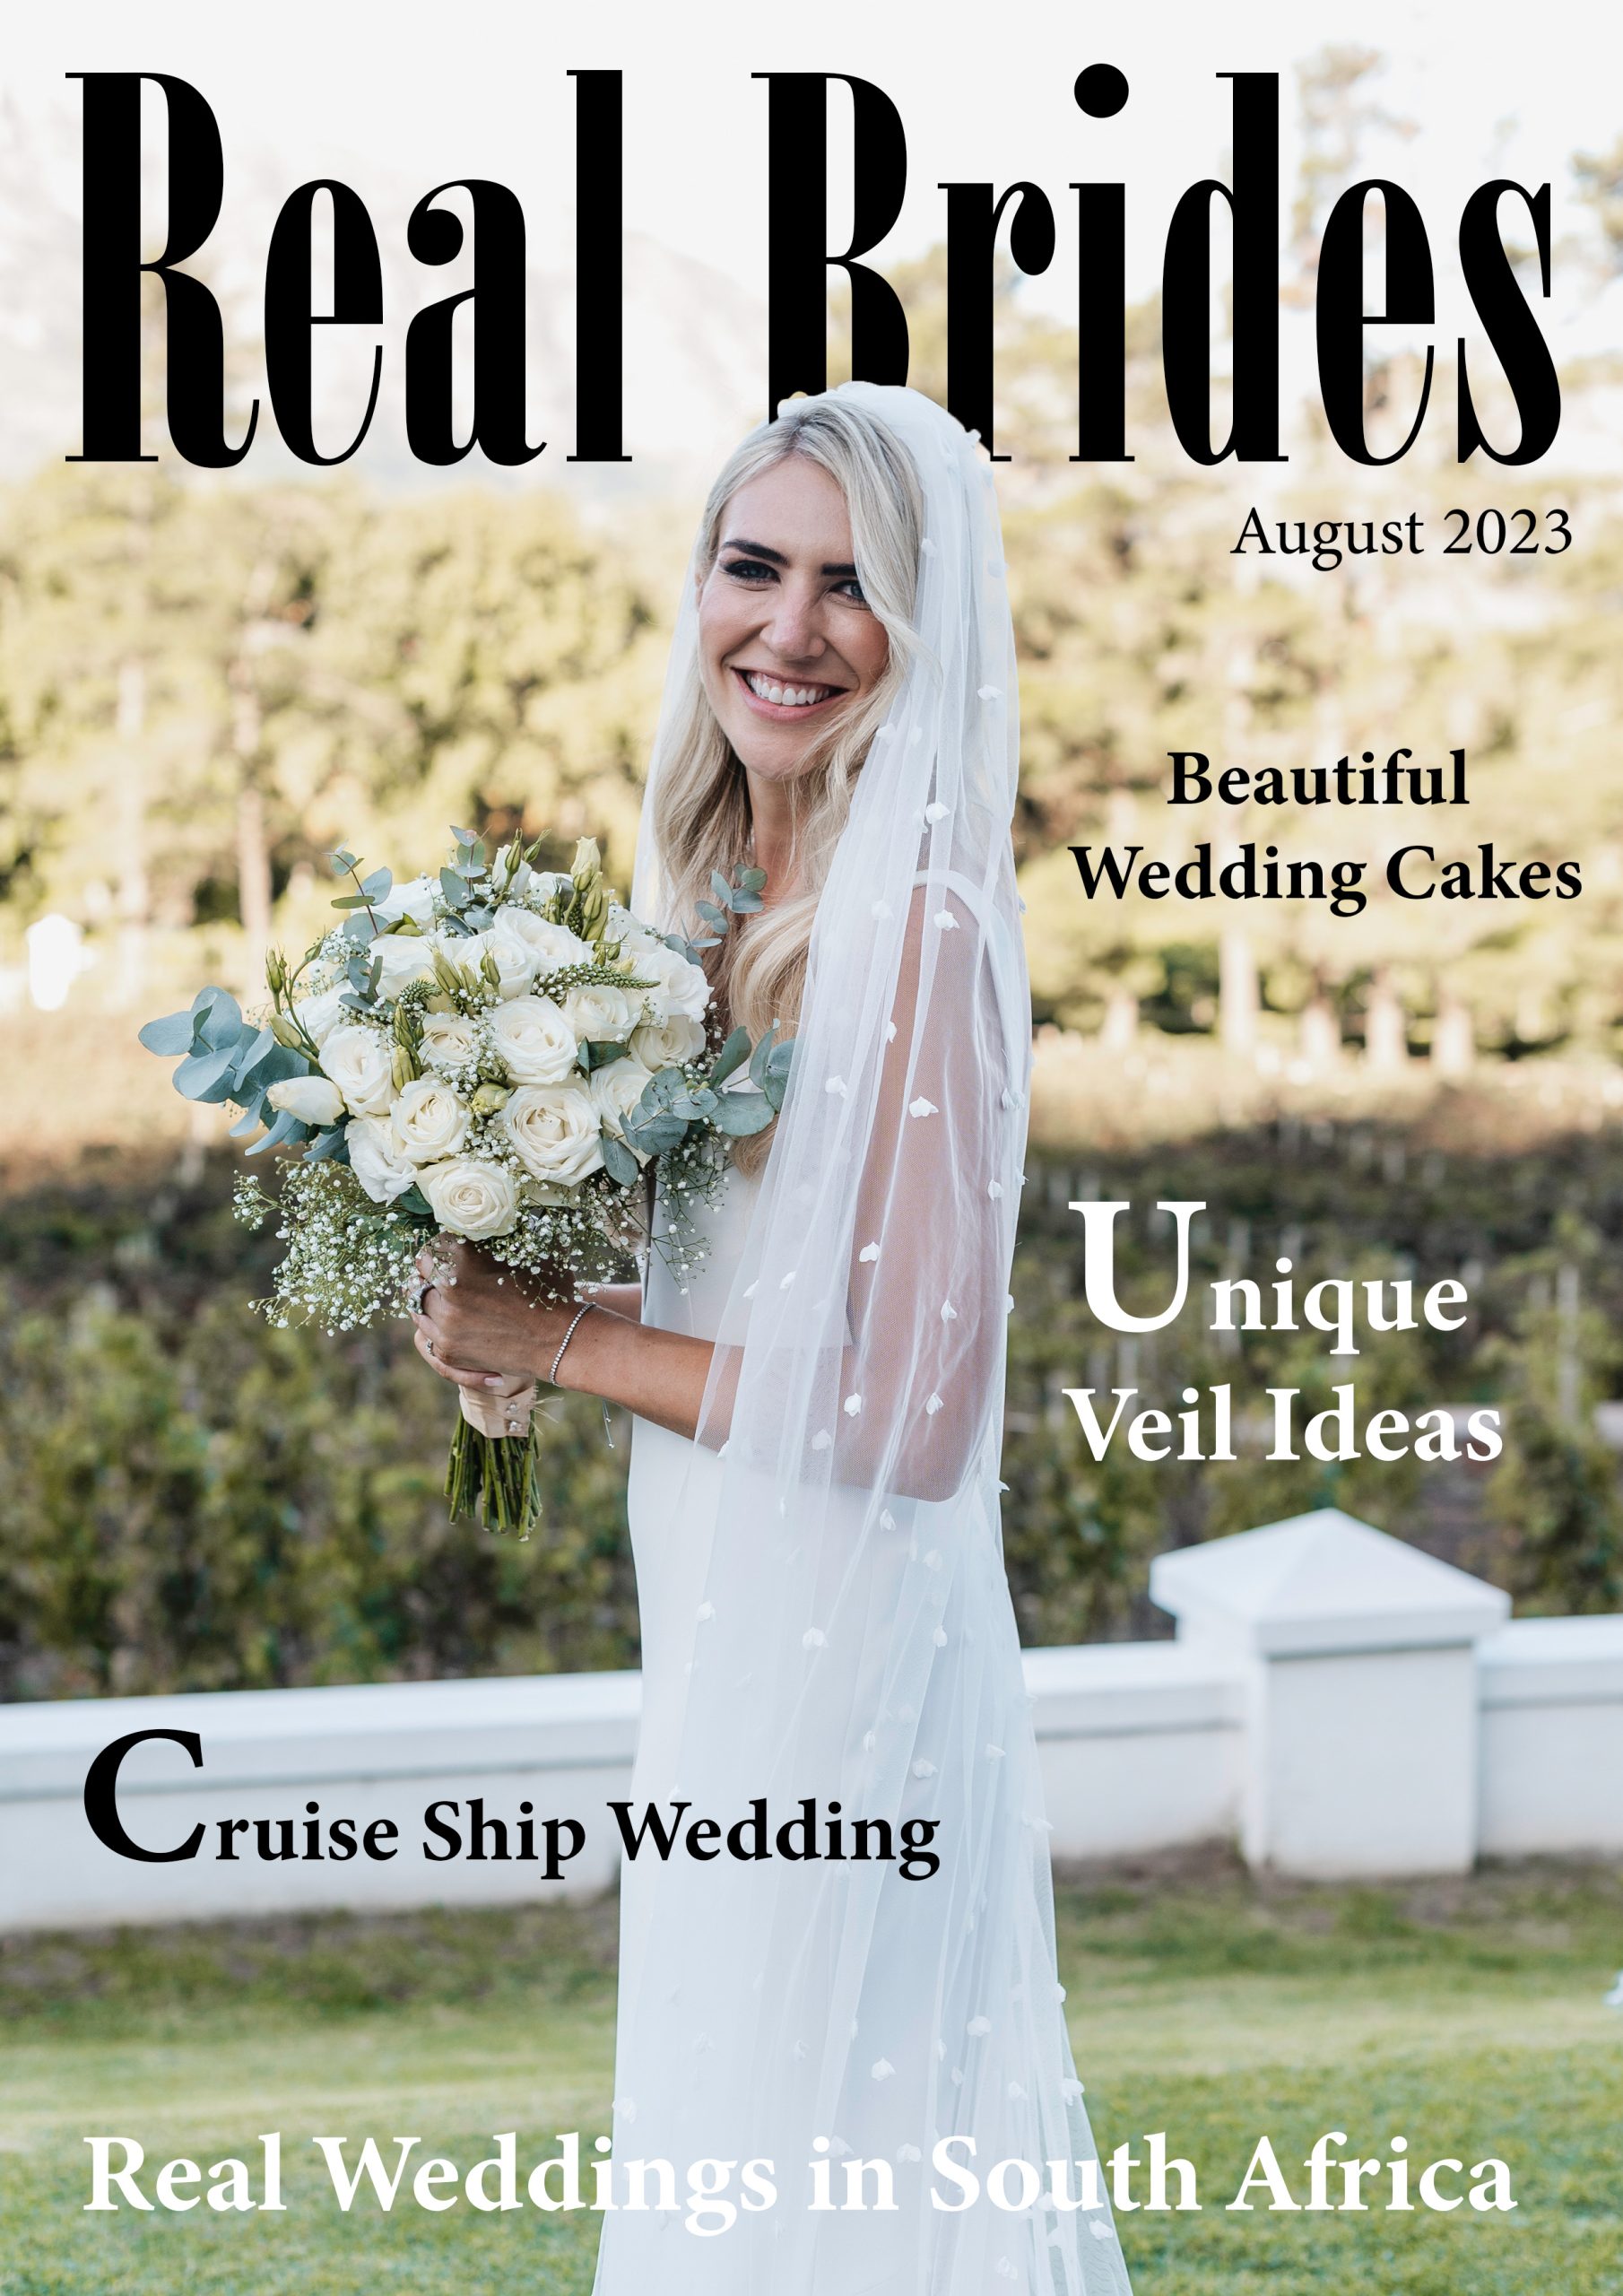 Real Brides
August 2023
Beautiful
Wedding Cakes
Unique
Veil Ideas
Cruise Ship Wedding
Real Weddings in South Africa